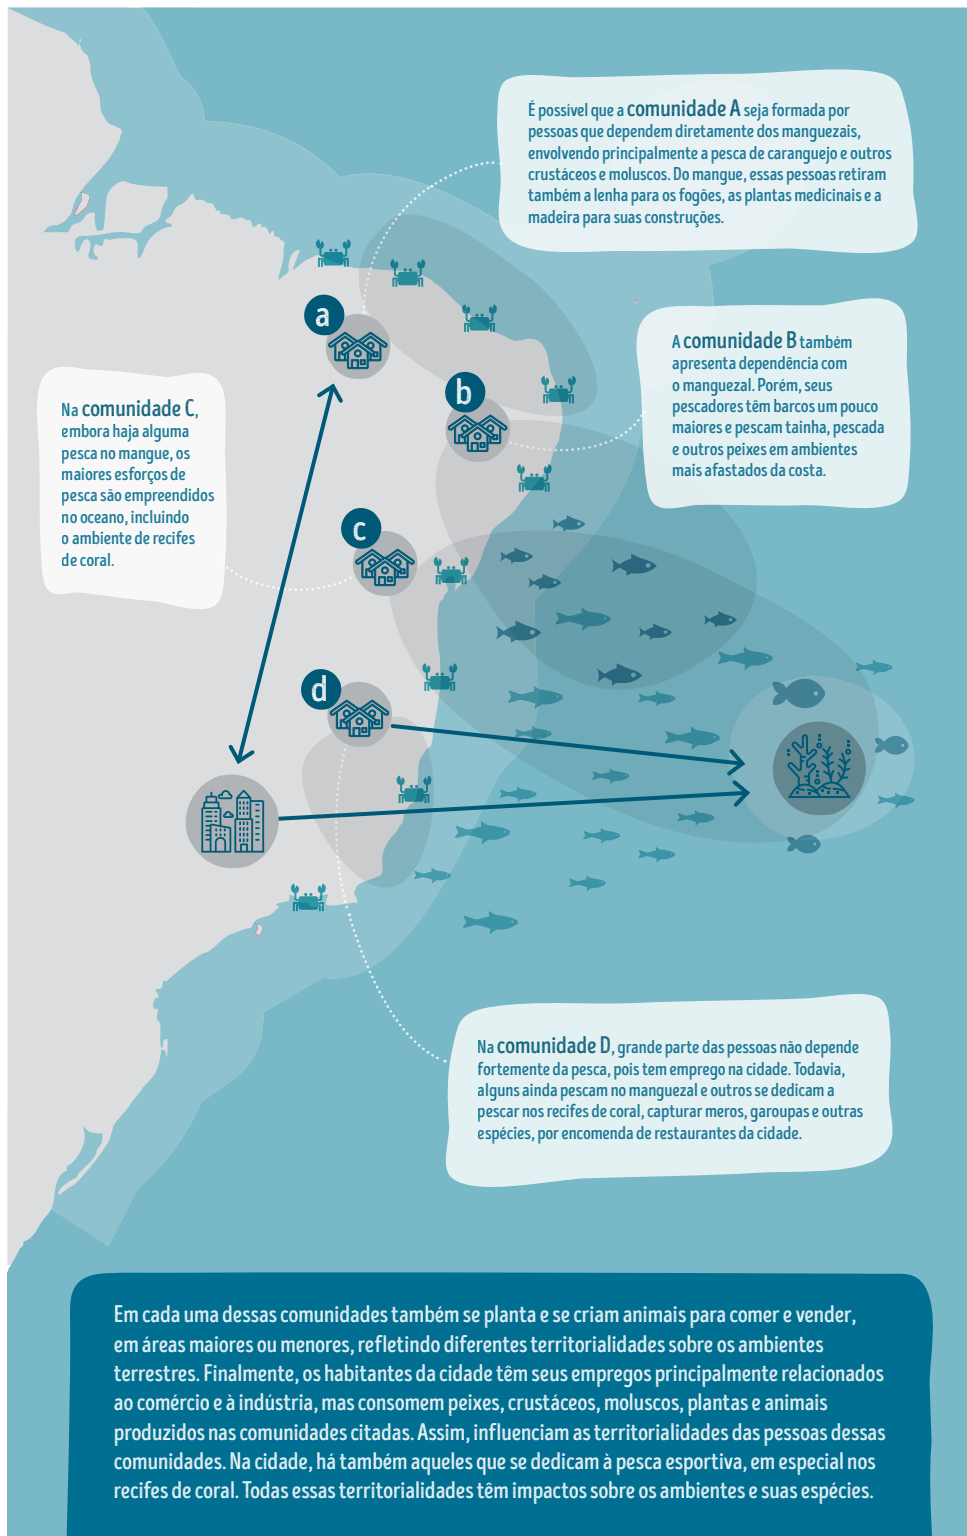 É possível que a comunidade A seja formada por
pessoas que dependem diretamente dos manguezais,
envolvendo principalmente a pesca de caranguejo e outros
crustáceos e moluscos. Do mangue, essas pessoas retiram
também a lenha para os fogões, as plantas medicinais e a
madeira para suas construções.
a
A comunidade B também
apresenta dependência com
o manguezal. Porém, seus
pescadores têm barcos um pouco
maiores e pescam tainha, pescada
e outros peixes em ambientes
mais afastados da costa.
b
Na comunidade C,
embora haja alguma
pesca no mangue, os
maiores esforços de
pesca são empreendidos
no oceano, incluindo
o ambiente de recifes
de coral.
c
d
Na comunidade D, grande parte das pessoas não depende
fortemente da pesca, pois tem emprego na cidade. Todavia,
alguns ainda pescam no manguezal e outros se dedicam a
pescar nos recifes de coral, capturar meros, garoupas e outras
espécies, por encomenda de restaurantes da cidade.
Em cada uma dessas comunidades também se planta e se criam animais para comer e vender,
em áreas maiores ou menores, refletindo diferentes territorialidades sobre os ambientes
terrestres. Finalmente, os habitantes da cidade têm seus empregos principalmente relacionados
ao comércio e à indústria, mas consomem peixes, crustáceos, moluscos, plantas e animais
produzidos nas comunidades citadas. Assim, influenciam as territorialidades das pessoas dessas
comunidades. Na cidade, há também aqueles que se dedicam à pesca esportiva, em especial nos
recifes de coral. Todas essas territorialidades têm impactos sobre os ambientes e suas espécies.